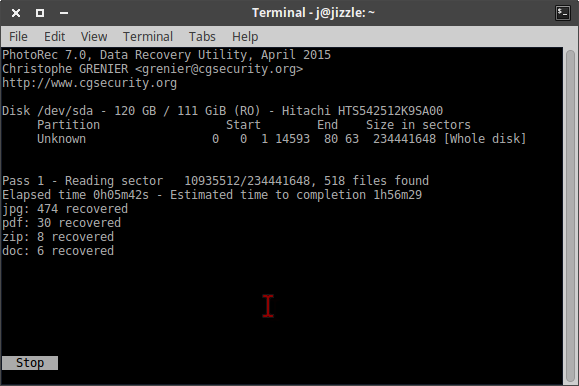 Terminal - j@jizzle: ~
File Edit View Terminal Tabs Help
PhotoRec 7.0, Data Recovery Utility, April 2015
Christophe GRENIER <grenier@cgsecurity.org>
http://www.cgsecurity.org
Disk /dev/sda - 120 GB / 111 GiB (RO) - Hitachi HTS542512K9SA00
Partition Start End Size in sectors
Unknown 0 0 1 14593 80 63 234441648 [Whole disk]
Pass 1 - Reading sector 10935512/234441648, 518 files found
Elapsed time 0h05m42s - Estimated time to completion 1h56m29
jpg: 474 recovered
pdf: 30 recovered
zip: 8 recovered
doc: 6 recovered
Stop